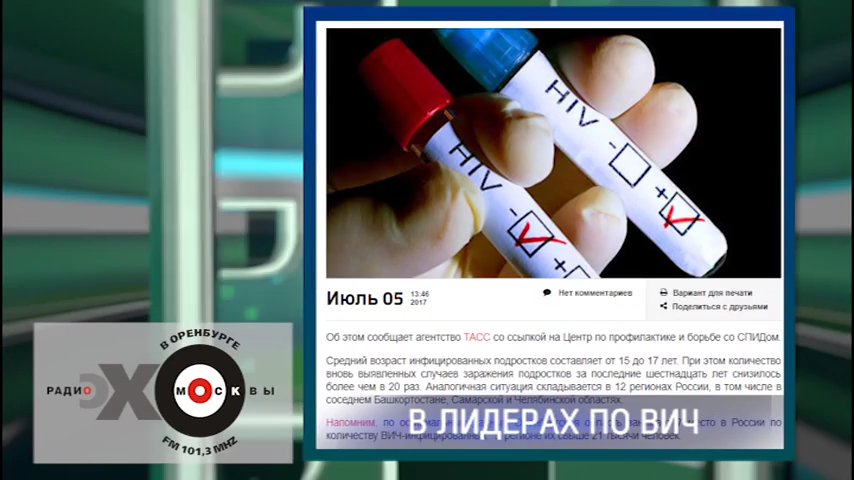 HIV
-
+
HIV
-
+
Июль 05
13:46
2017
Нет комментариев
Вариант для печати
Поделиться с друзьями
Об этом сообщает агентство ТАСС со ссылкой на Центр по профилактике и борьбе со СПИДом.
Средний возраст инфицированных подростков составляет от 15 до 17 лет. При этом количество
вновь выявленных случаев заражения подростков за последние шестнадцать лет снизилось
более чем в 20 раз. Аналогичная ситуация складывается в 12 регионах России, в том числе в
соседнем Башкортостане, Самарской и Челябинской областях.
Напомним, по место в России по
количеству ВИЧ-инфицированных регионе их свыше 21 тысячи человек.
В ЛИДЕРАХ ПО ВИЧ
В ОРЕНБУРГЕ
РАДИО
ЭХО
МОСКВЫ
FM 101,3 MHZ